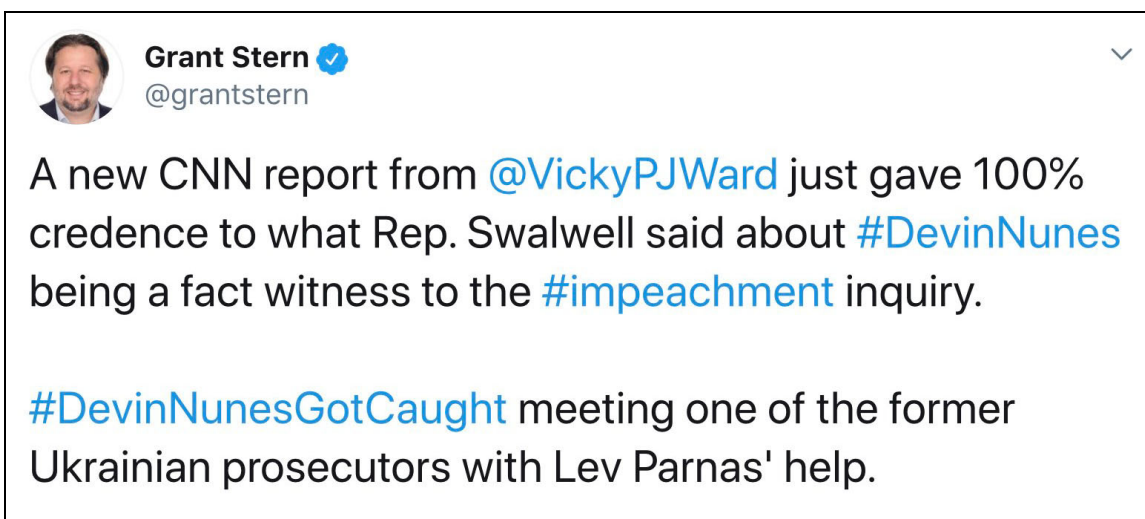 Grant Stern
@grantstern
A new CNN report from @VickyPJWard just gave 100%
credence to what Rep. Swalwell said about #DevinNunes
being a fact witness to the #impeachment inquiry.
#DevinNunesGotCaught meeting one of the former
Ukrainian prosecutors with Lev Parnas' help.